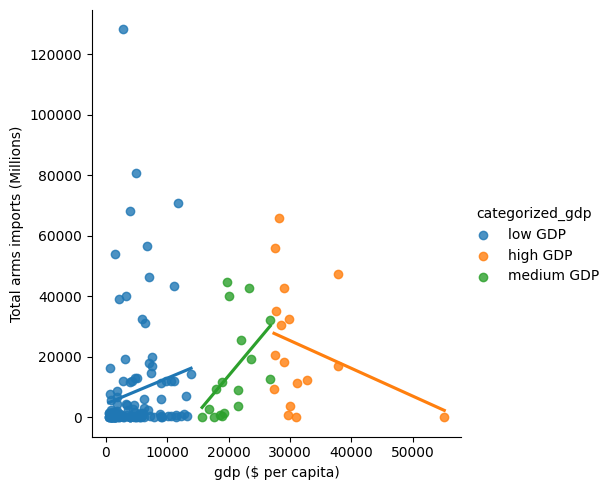 120000
100000
80000
60000
40000
20000
0
Total arms imports (Millions)
0 10000 20000 30000 40000 50000
gdp ($ per capita)
categorized_gdp
low GDP
high GDP
medium GDP